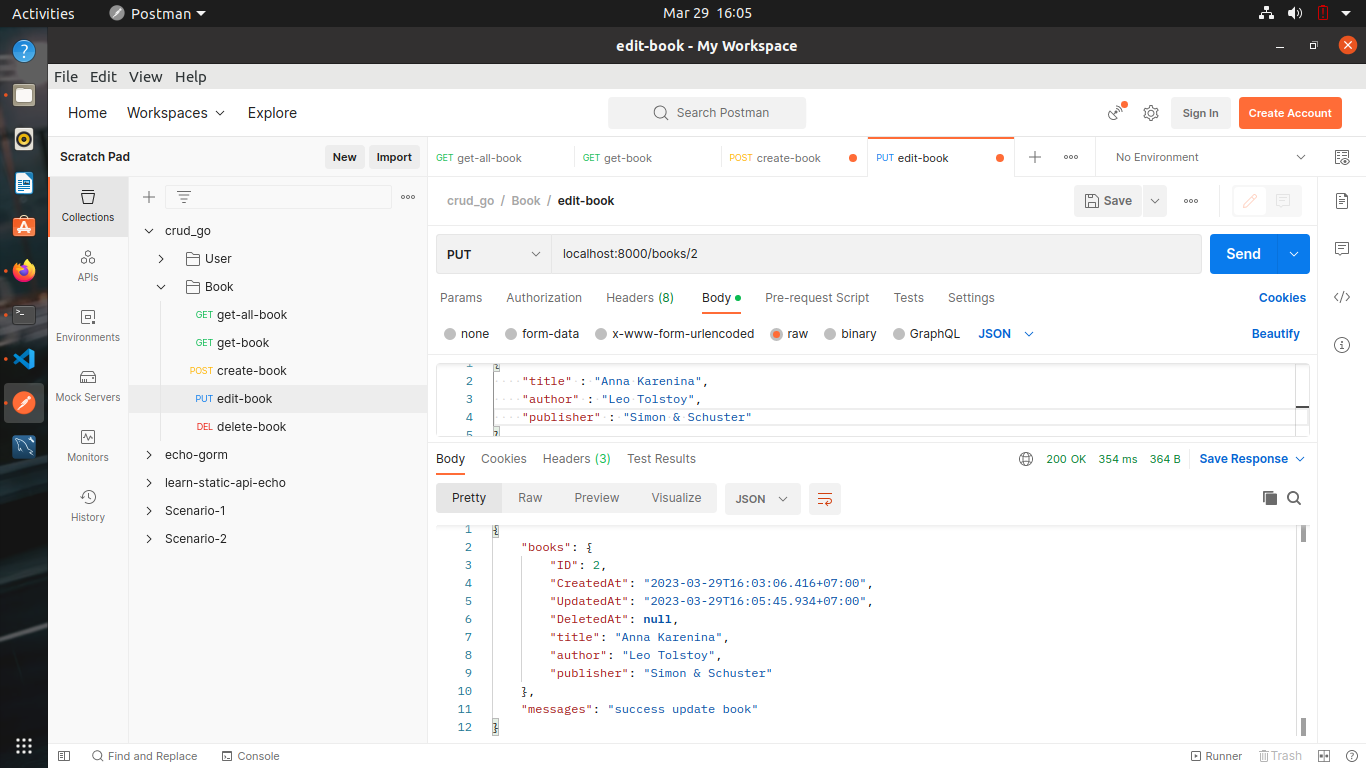 Activities Postman Mar 29 16:05
edit-book - My Workspace
File Edit View Help
Home Workspaces Explore Search Postman Sign In Create Account
Scratch Pad New Import GET get-all-book GET get-book POST create-book PUT edit-book No Environment
Collections
APIs
Environments
Mock Servers
Monitors
History
crud_go
User
Book
GET get-all-book
GET get-book
POST create-book
PUT edit-book
DEL delete-book
echo-gorm
learn-static-api-echo
Scenario-1
Scenario-2
crud_go / Book / edit-book Save
PUT localhost:8000/books/2 Send
Params Authorization Headers (8) Body Pre-request Script Tests Settings Cookies
none form-data x-www-form-urlencoded raw binary GraphQL JSON Beautify
1 {
2 "title" : "Anna Karenina",
3 "author" : "Leo Tolstoy",
4 "publisher" : "Simon & Schuster"
5 }
Body Cookies Headers (3) Test Results 200 OK 354 ms 364 B Save Response
Pretty Raw Preview Visualize JSON
1 {
2 "books": {
3 "ID": 2,
4 "CreatedAt": "2023-03-29T16:03:06.416+07:00",
5 "UpdatedAt": "2023-03-29T16:05:45.934+07:00",
6 "DeletedAt": null,
7 "title": "Anna Karenina",
8 "author": "Leo Tolstoy",
9 "publisher": "Simon & Schuster"
10 },
11 "messages": "success update book"
12 }
Find and Replace Console Runner Trash